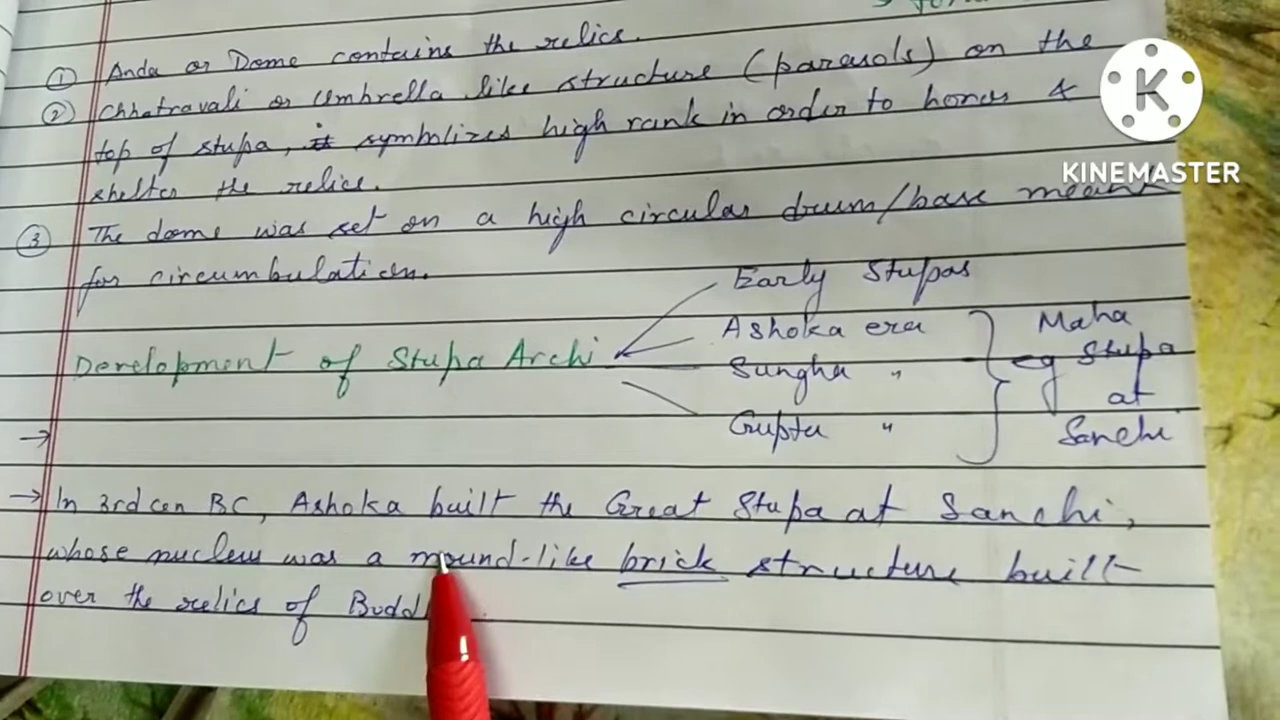 ① Anda or Dome contains the relics.
② Chhatravali or Umbrella like structure (parasols) on the
top of stupa, it symbolizes high rank in order to honor &
shelter the relics.
③ The dome was set on a high circular drum/base meant
for circumbulation.
Development of Stupa Archi
Early Stupas
Ashoka era
Sungha "
Gupta "
Maha
eg Stupa
at
Sanchi
→
→ In 3rd cen BC, Ashoka built the Great Stupa at Sanchi,
whose nucleus was a mound-like brick structure built
over the relics of
K
KINEMASTER